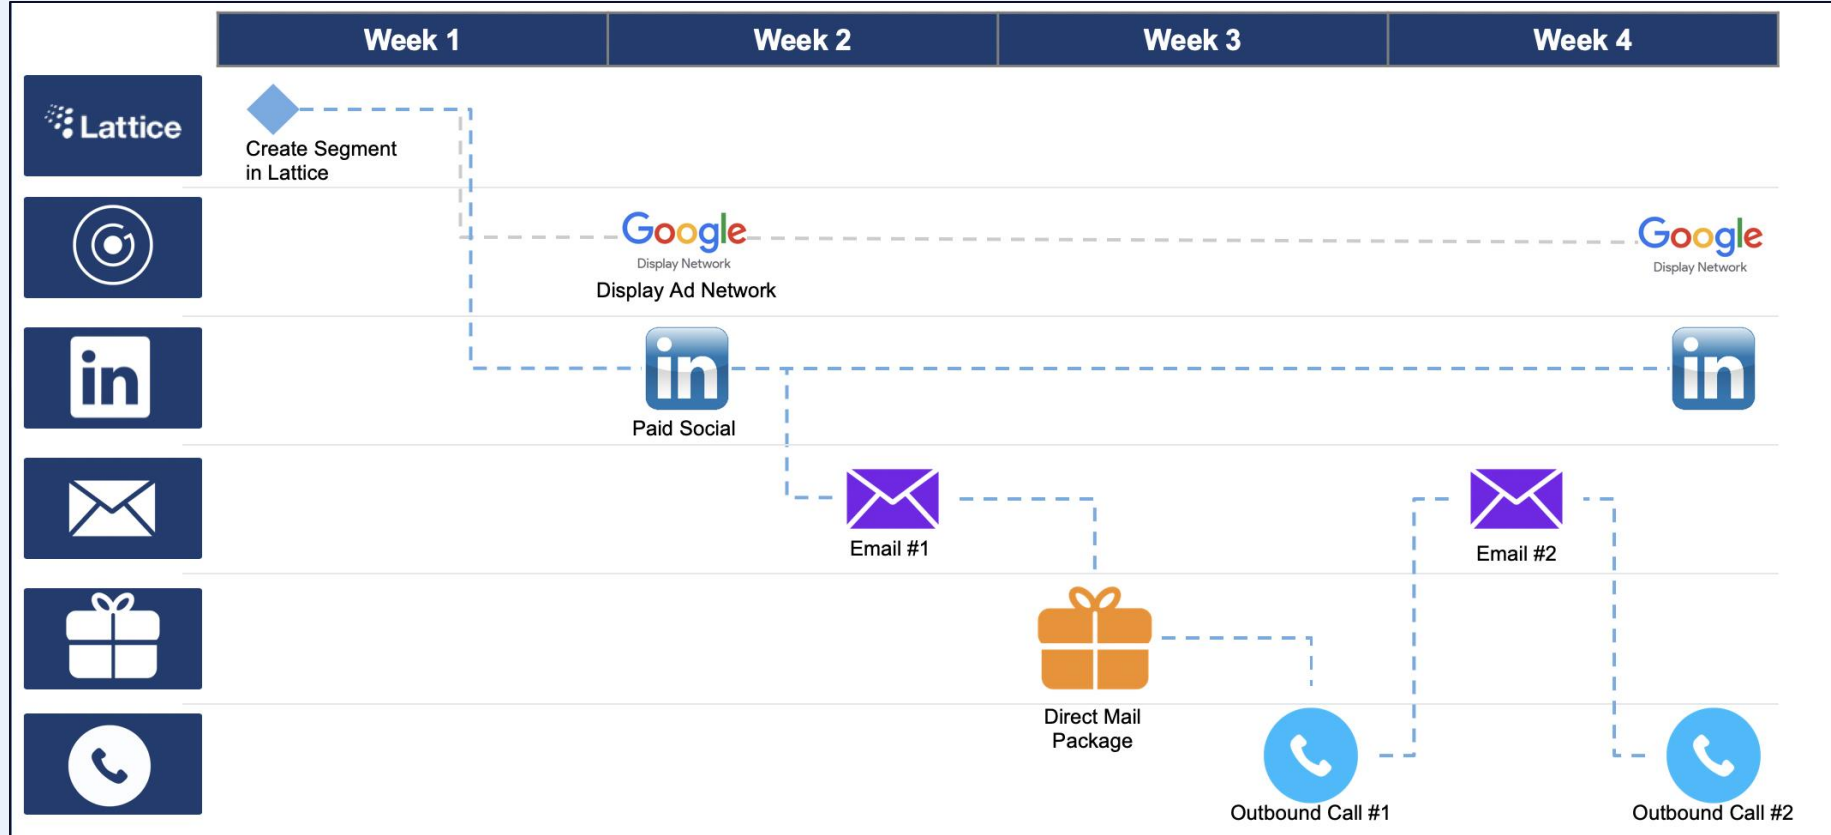 Week 1
Week 2
Week 3
Week 4
Lattice
Create Segment
in Lattice
Google
Display Network
Display Ad Network
Google
Display Network
in
in
Paid Social
in
Email #1
Email #2
Direct Mail
Package
Outbound Call #1
Outbound Call #2